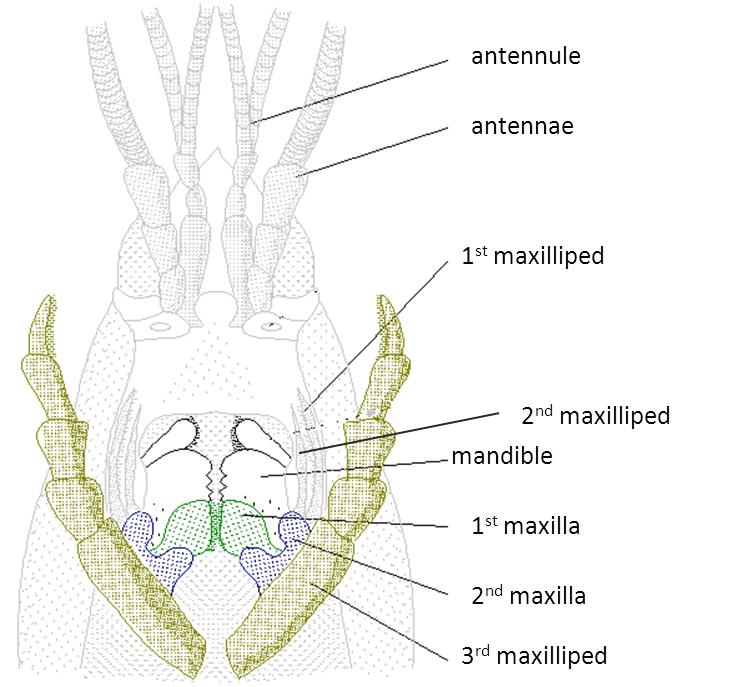 antennule
antennae
1st maxilliped
2nd maxilliped
mandible
1st maxilla
2nd maxilla
3rd maxilliped